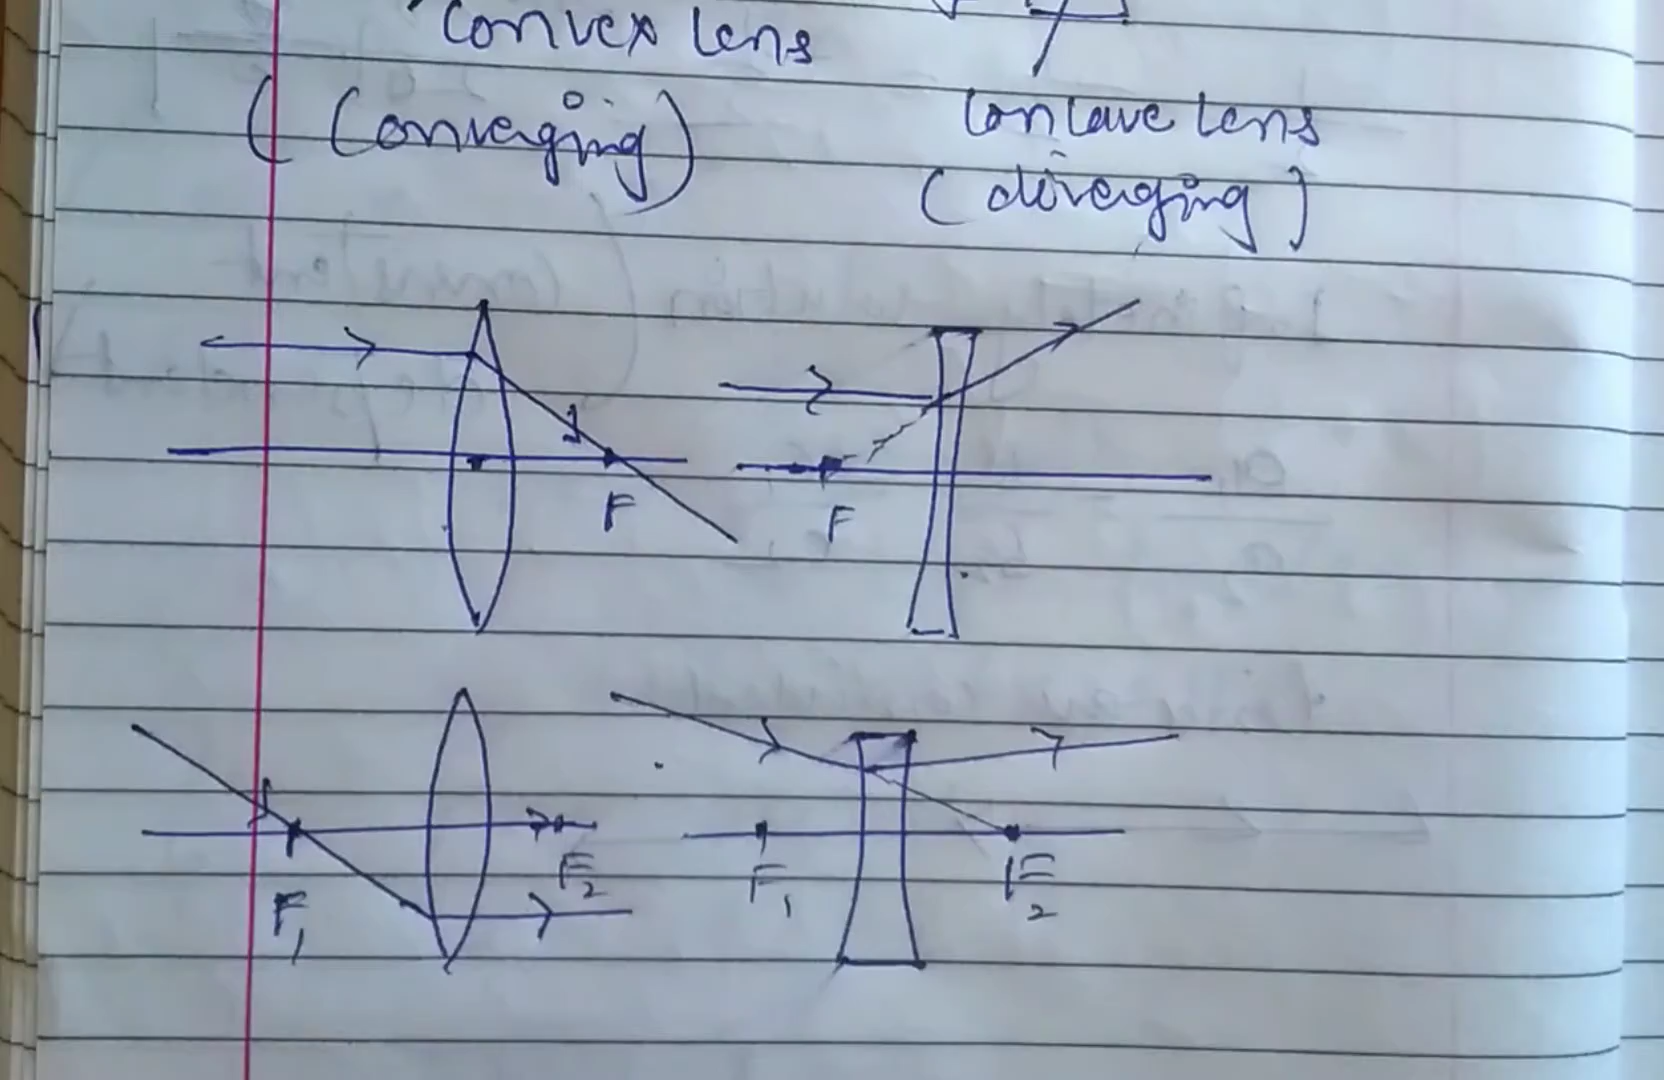 Convex lens
(Converging)
Concave lens
(diverging)
F
F
F1
F2
F1
F2